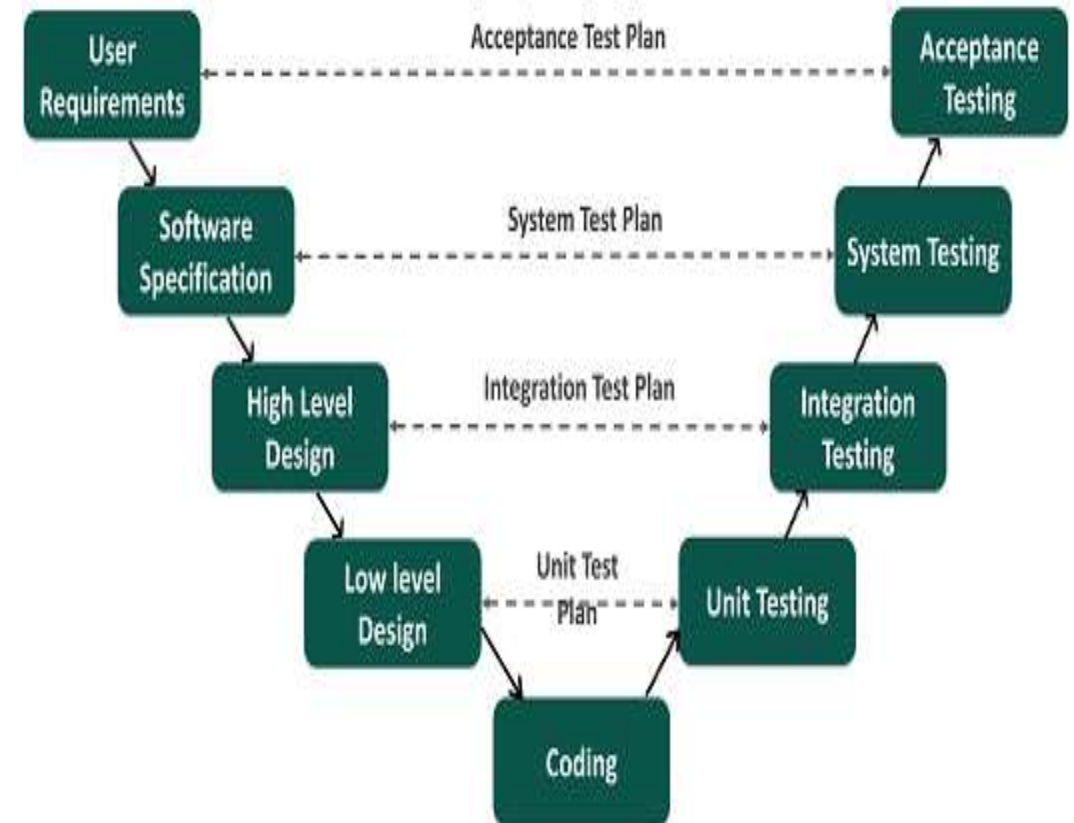 User
Requirements
Acceptance Test Plan
Acceptance
Testing
Software
Specification
System Test Plan
System Testing
High Level
Design
Integration Test Plan
Integration
Testing
Low level
Design
Unit Test
Plan
Unit Testing
Coding